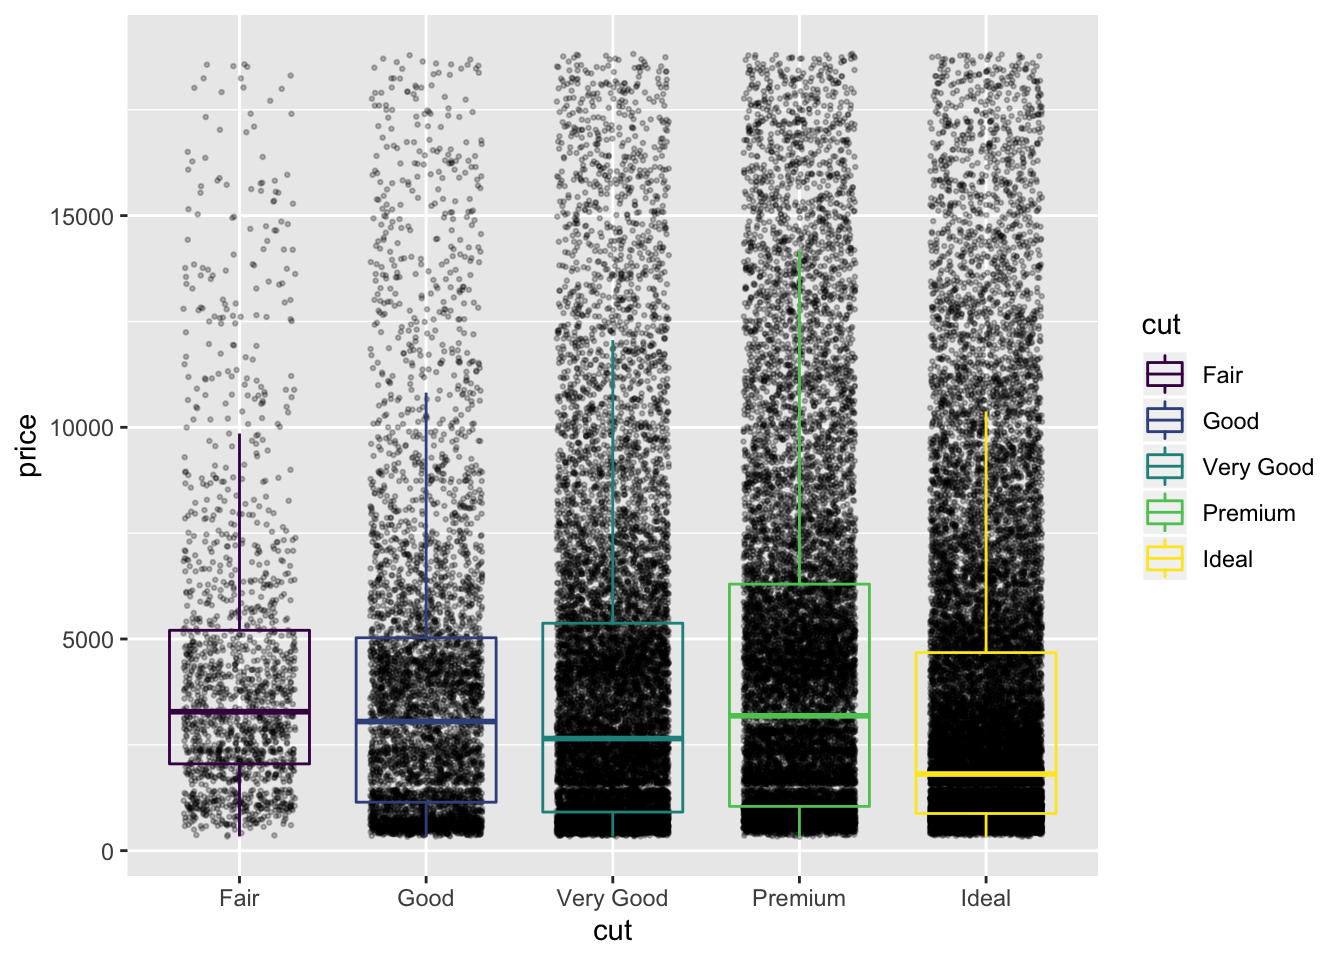 price
15000
10000
5000
0
Fair
Good
Very Good
Premium
Ideal
cut
cut
Fair
Good
Very Good
Premium
Ideal